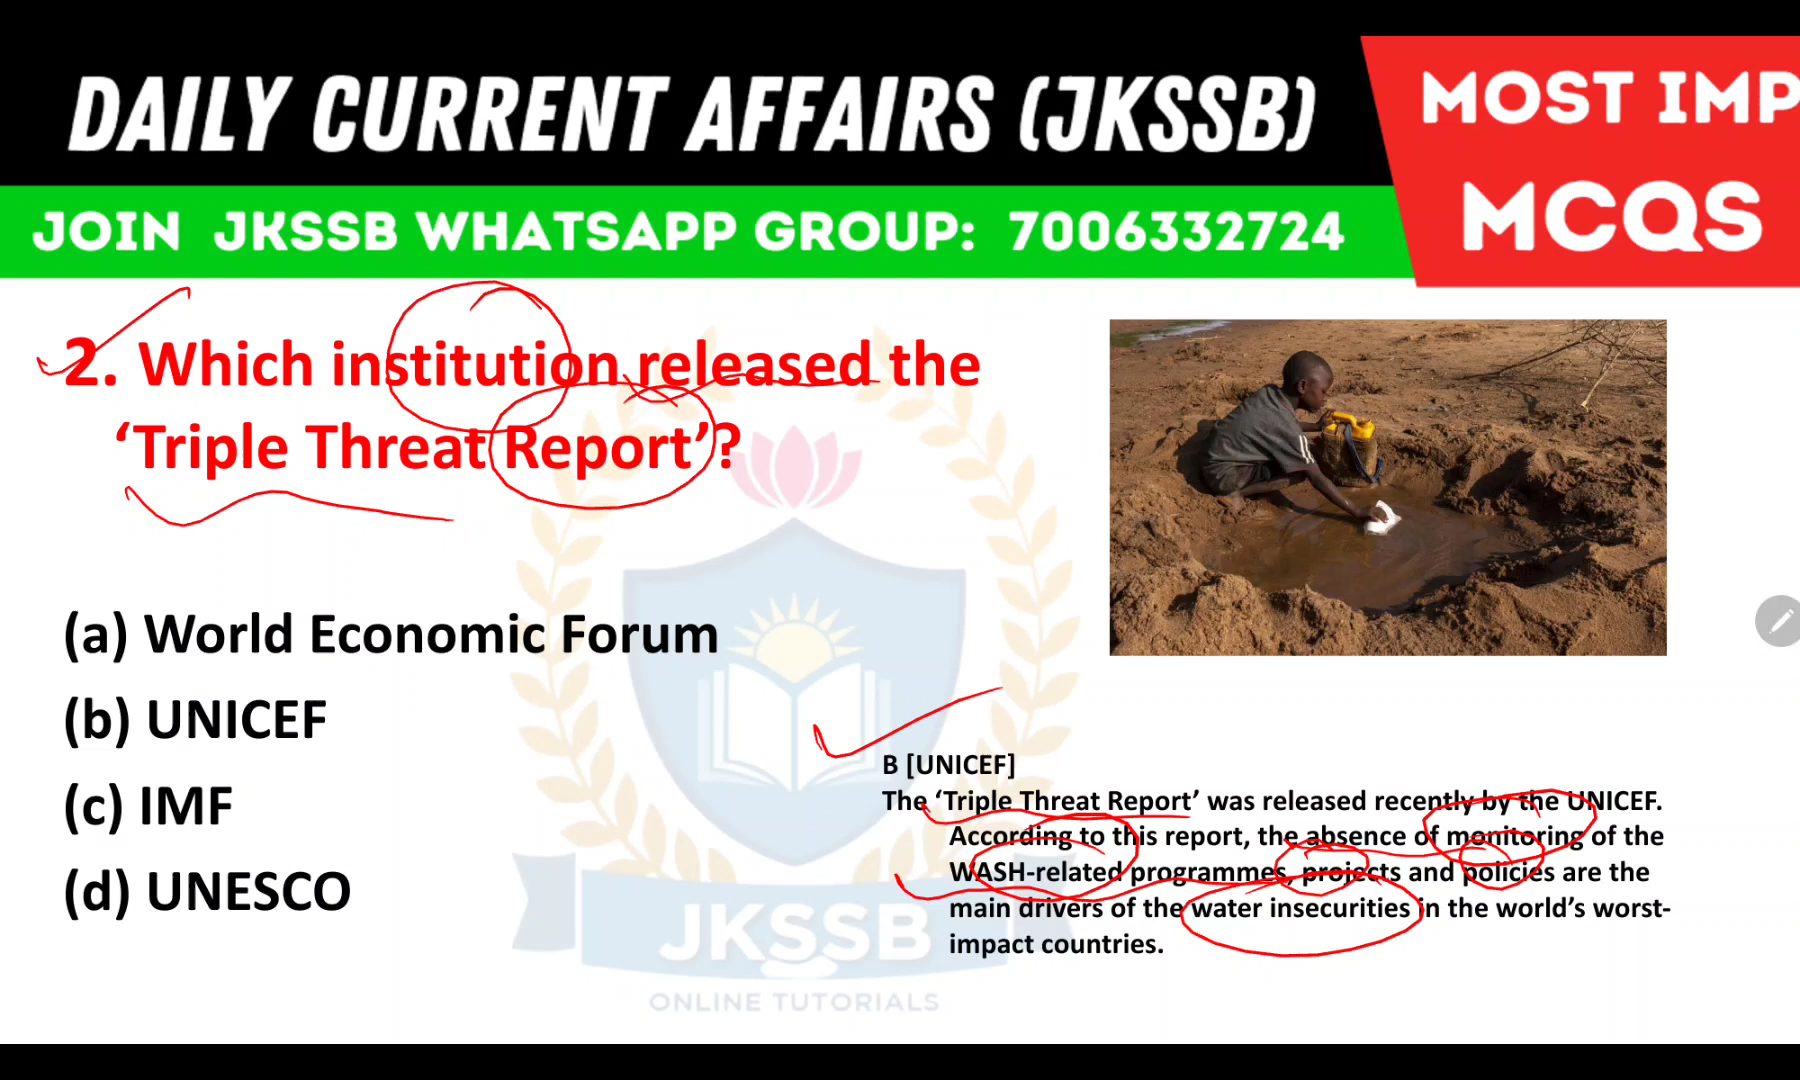 DAILY CURRENT AFFAIRS (JKSSB)
MOST IMP
MCQS
JOIN JKSSB WHATSAPP GROUP: 7006332724
2. Which institution released the
‘Triple Threat Report’?
(a) World Economic Forum
(b) UNICEF
(c) IMF
(d) UNESCO
B [UNICEF]
The ‘Triple Threat Report’ was released recently by the UNICEF.
According to this report, the absence of monitoring of the
WASH-related programmes, projects and policies are the
main drivers of the water insecurities in the world’s worst-
impact countries.
JKSSB
ONLINE TUTORIALS